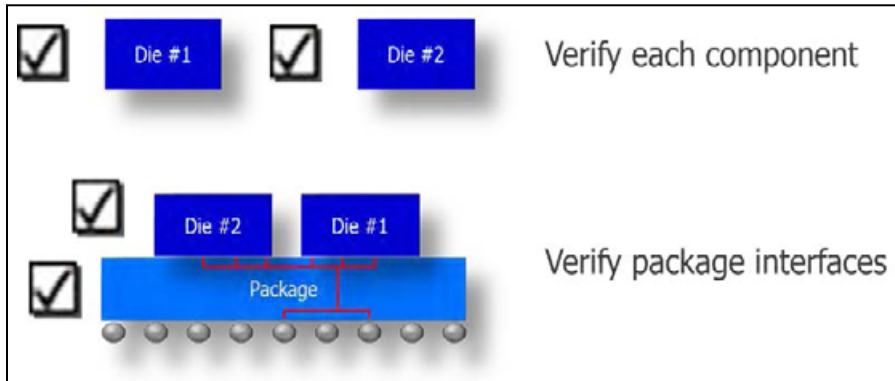 Die #1
Die #2
Verify each component
Die #2
Die #1
Package
Verify package interfaces